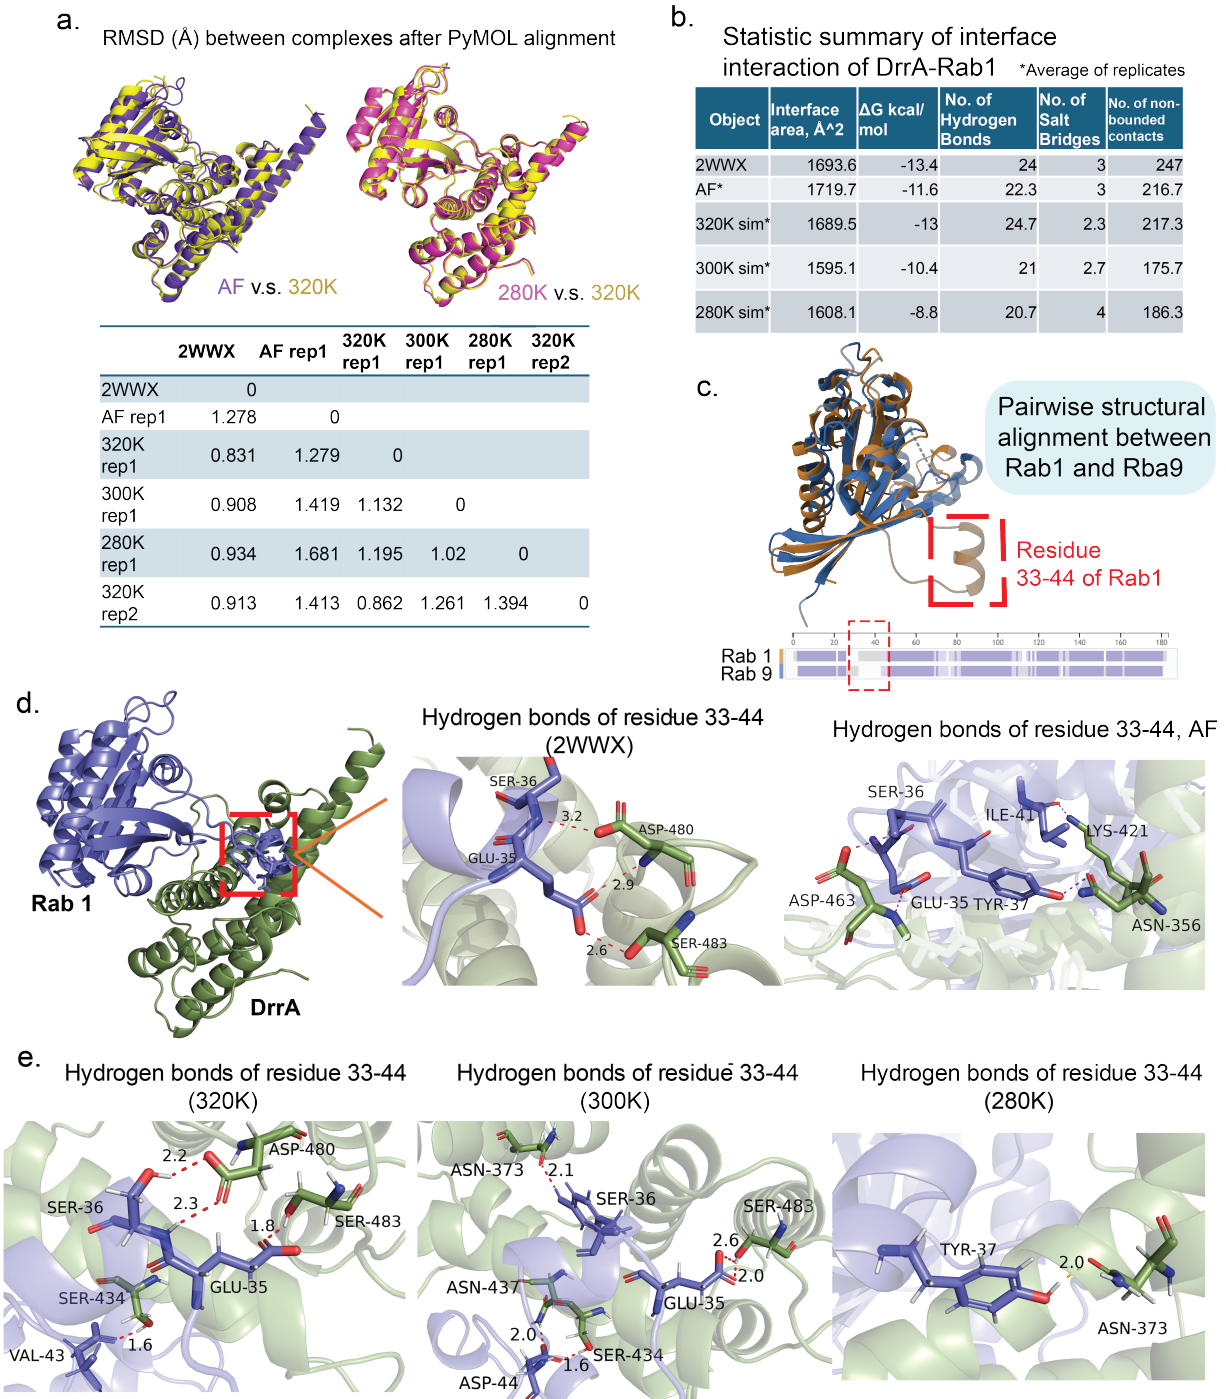 a.
RMSD (Å) between complexes after PyMOL alignment
AF v.s. 320K
280K v.s. 320K
2WWX AF rep1 320K rep1 300K rep1 280K rep1 320K rep2
2WWX 0
AF rep1 1.278 0
320K rep1 0.831 1.279 0
300K rep1 0.908 1.419 1.132 0
280K rep1 0.934 1.681 1.195 1.02 0
320K rep2 0.913 1.413 0.862 1.261 1.394 0
b.
Statistic summary of interface
interaction of DrrA-Rab1 *Average of replicates
Object Interface area, Å^2 ΔG kcal/mol No. of Hydrogen Bonds No. of Salt Bridges No. of non-bounded contacts
2WWX 1693.6 -13.4 24 3 247
AF* 1719.7 -11.6 22.3 3 216.7
320K sim* 1689.5 -13 24.7 2.3 217.3
300K sim* 1595.1 -10.4 21 2.7 175.7
280K sim* 1608.1 -8.8 20.7 4 186.3
c.
Pairwise structural
alignment between
Rab1 and Rba9
Residue
33-44 of Rab1
0 20 40 60 80 100 120 140 160 180
Rab 1
Rab 9
d.
Rab 1
DrrA
Hydrogen bonds of residue 33-44
(2WWX)
SER-36
3.2
ASP-480
GLU-35
2.9
2.6
SER-483
Hydrogen bonds of residue 33-44, AF
SER-36
ILE-41
LYS-421
ASP-463
GLU-35
TYR-37
ASN-356
e.
Hydrogen bonds of residue 33-44
(320K)
2.2
ASP-480
SER-36
2.3
1.8
SER-483
SER-434
GLU-35
VAL-43
1.6
Hydrogen bonds of residue 33-44
(300K)
ASN-373
2.1
SER-36
SER-483
2.6
2.0
ASN-437
GLU-35
2.0
SER-434
1.6
ASP-44
Hydrogen bonds of residue 33-44
(280K)
TYR-37
2.0
ASN-373